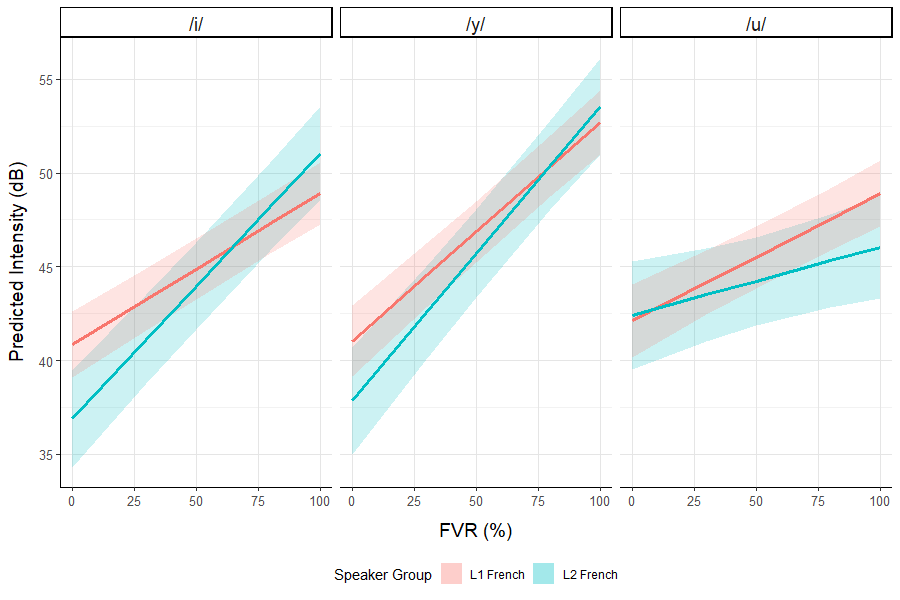 /i/ /y/ /u/
Predicted Intensity (dB)
55
50
45
40
35
0 25 50 75 100 0 25 50 75 100 0 25 50 75 100
FVR (%)
Speaker Group L1 French L2 French